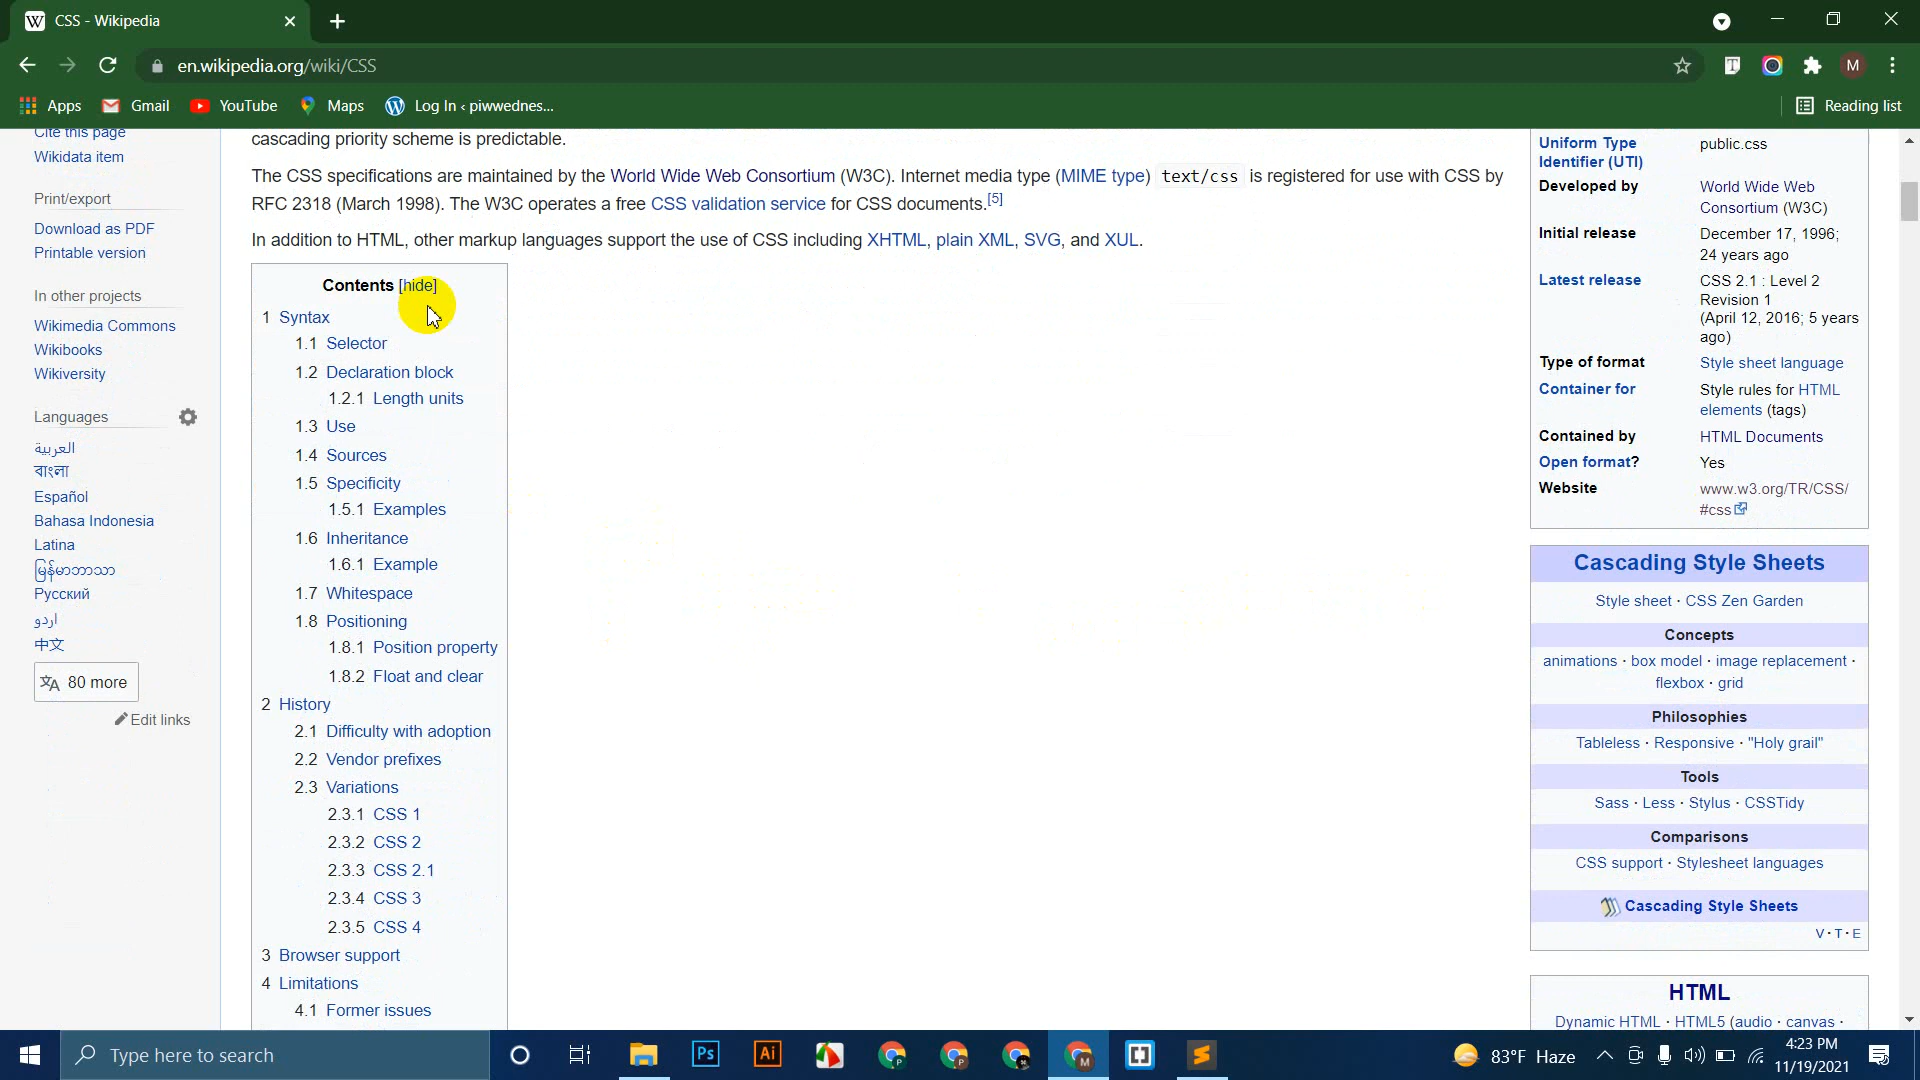 CSS - Wikipedia
en.wikipedia.org/wiki/CSS
M
Apps
Gmail
YouTube
Maps
Log In ‹ piwwednes...
Reading list
Cite this page
Wikidata item
Print/export
Download as PDF
Printable version
In other projects
Wikimedia Commons
Wikibooks
Wikiversity
Languages
العربية
বাংলা
Español
Bahasa Indonesia
Latina
မြန်မာဘာသာ
Русский
اردو
中文
80 more
Edit links
cascading priority scheme is predictable.
The CSS specifications are maintained by the World Wide Web Consortium (W3C). Internet media type (MIME type) text/css is registered for use with CSS by
RFC 2318 (March 1998). The W3C operates a free CSS validation service for CSS documents.[5]
In addition to HTML, other markup languages support the use of CSS including XHTML, plain XML, SVG, and XUL.
Contents [hide]
1 Syntax
1.1 Selector
1.2 Declaration block
1.2.1 Length units
1.3 Use
1.4 Sources
1.5 Specificity
1.5.1 Examples
1.6 Inheritance
1.6.1 Example
1.7 Whitespace
1.8 Positioning
1.8.1 Position property
1.8.2 Float and clear
2 History
2.1 Difficulty with adoption
2.2 Vendor prefixes
2.3 Variations
2.3.1 CSS 1
2.3.2 CSS 2
2.3.3 CSS 2.1
2.3.4 CSS 3
2.3.5 CSS 4
3 Browser support
4 Limitations
4.1 Former issues
Uniform Type public.css
Identifier (UTI)
Developed by World Wide Web
Consortium (W3C)
Initial release December 17, 1996;
24 years ago
Latest release CSS 2.1 : Level 2
Revision 1
(April 12, 2016; 5 years
ago)
Type of format Style sheet language
Container for Style rules for HTML
elements (tags)
Contained by HTML Documents
Open format? Yes
Website www.w3.org/TR/CSS/
#css
Cascading Style Sheets
Style sheet · CSS Zen Garden
Concepts
animations · box model · image replacement ·
flexbox · grid
Philosophies
Tableless · Responsive · "Holy grail"
Tools
Sass · Less · Stylus · CSSTidy
Comparisons
CSS support · Stylesheet languages
Cascading Style Sheets
V · T · E
HTML
Dynamic HTML · HTML5 (audio · canvas ·
Type here to search
Ps
Ai
83°F Haze
4:23 PM
11/19/2021